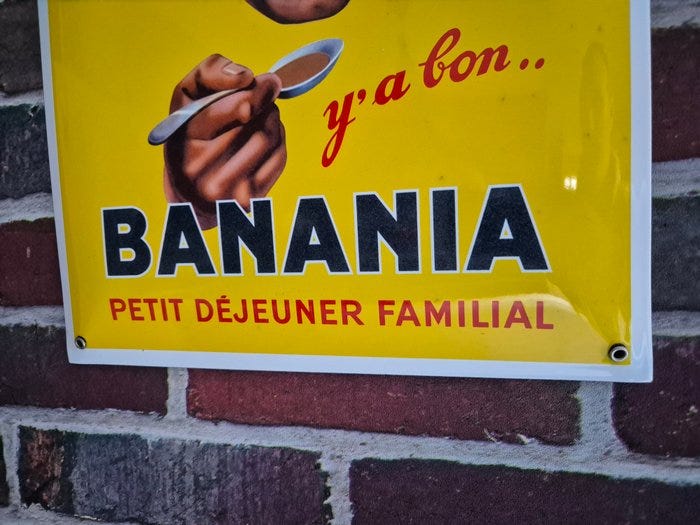 y'a bon..
BANANIA
PETIT DÉJEUNER FAMILIAL